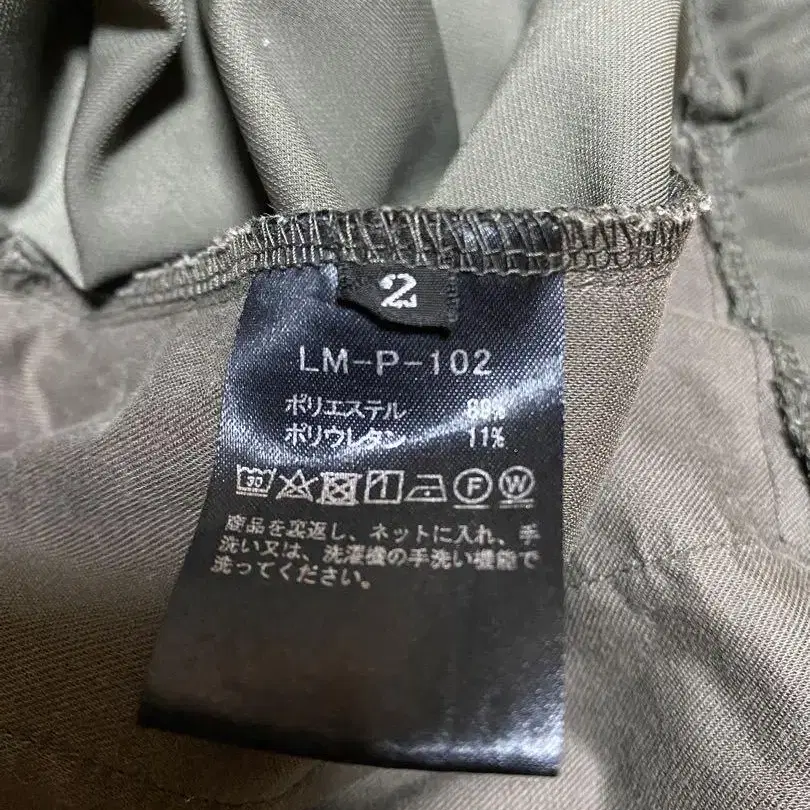 2
LM-P-102
ポリエステル 89%
ポリウレタン 11%
30 F W
商品を裏返し、ネットに入れ、手
洗い又は、洗濯機の手洗い機能で
洗ってください。